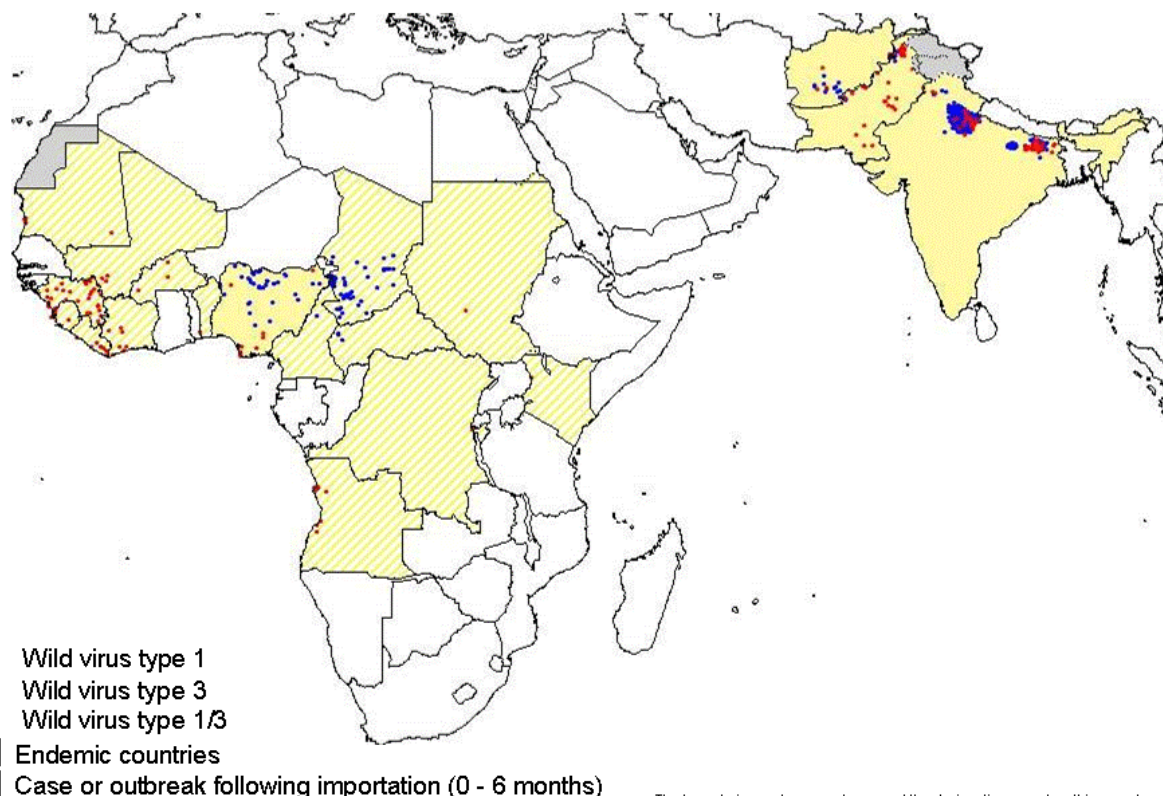 Wild virus type 1
Wild virus type 3
Wild virus type 1/3
Endemic countries
Case or outbreak following importation (0 - 6 months)